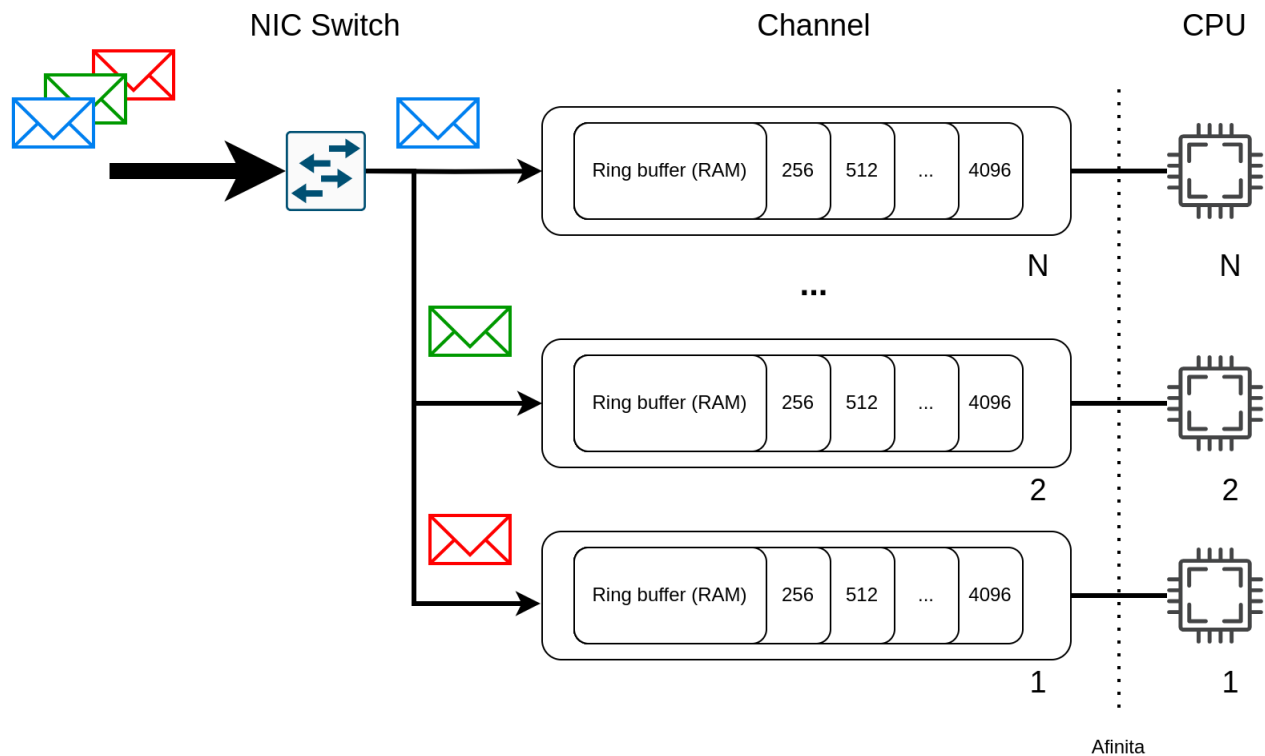 NIC Switch Channel CPU
Ring buffer (RAM) 256 512 ... 4096
N N
...
Ring buffer (RAM) 256 512 ... 4096
2 2
Ring buffer (RAM) 256 512 ... 4096
1 1
Afinita